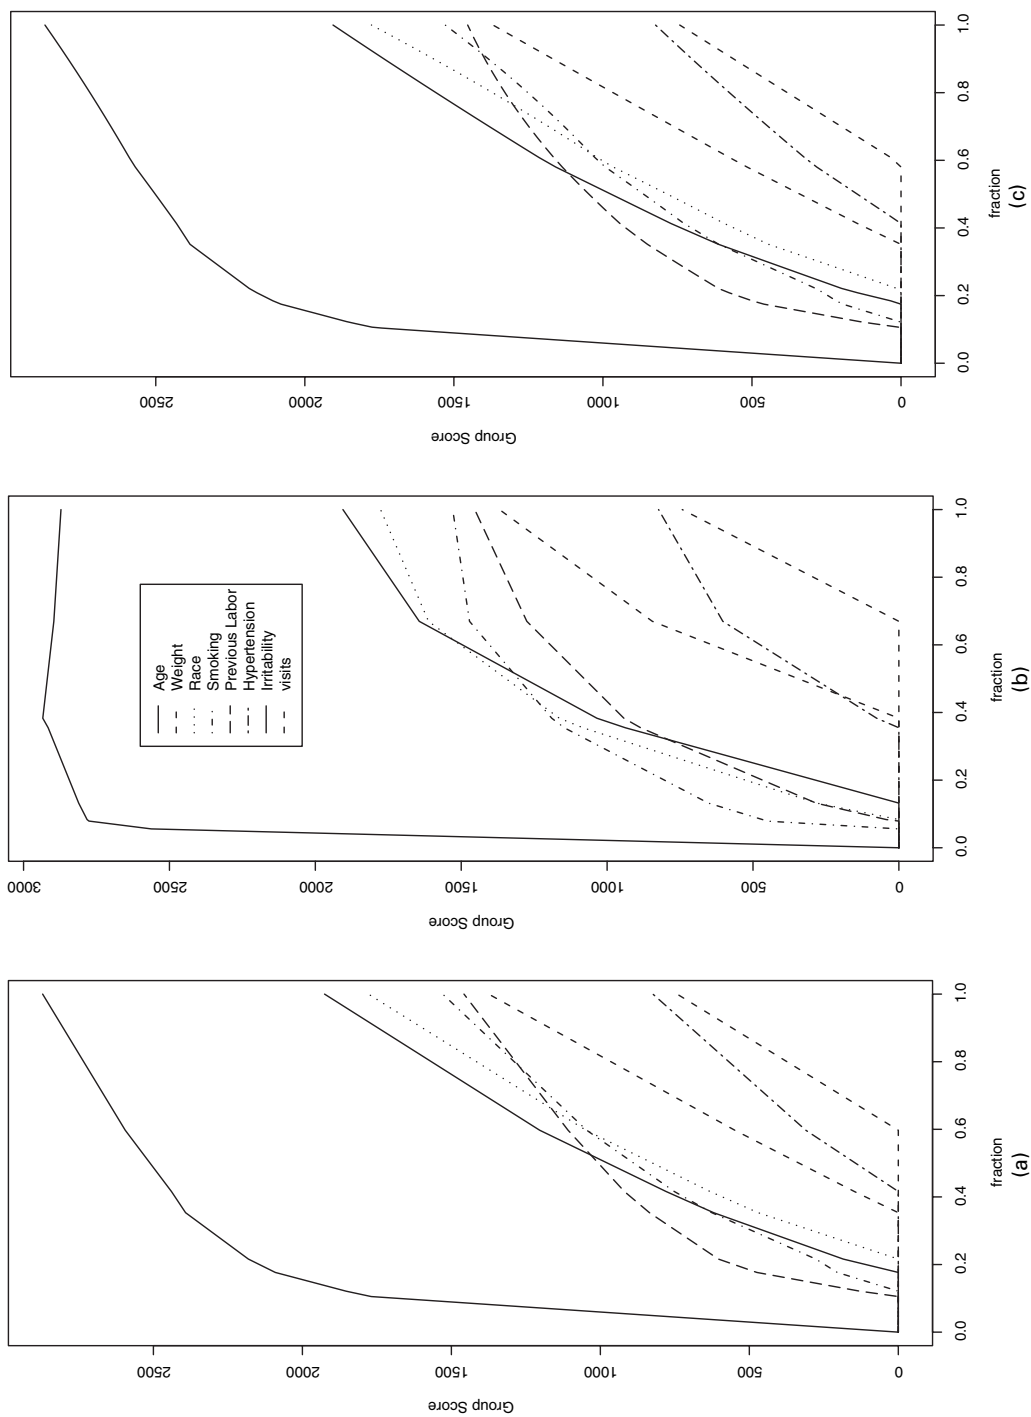 Group Score
0 500 1000 1500 2000 2500
0.0 0.2 0.4 0.6 0.8 1.0
fraction
(a)
Group Score
0 500 1000 1500 2000 2500 3000
Age
Weight
Race
Smoking
Previous Labor
Hypertension
Irritability
visits
0.0 0.2 0.4 0.6 0.8 1.0
fraction
(b)
Group Score
0 500 1000 1500 2000 2500
0.0 0.2 0.4 0.6 0.8 1.0
fraction
(c)